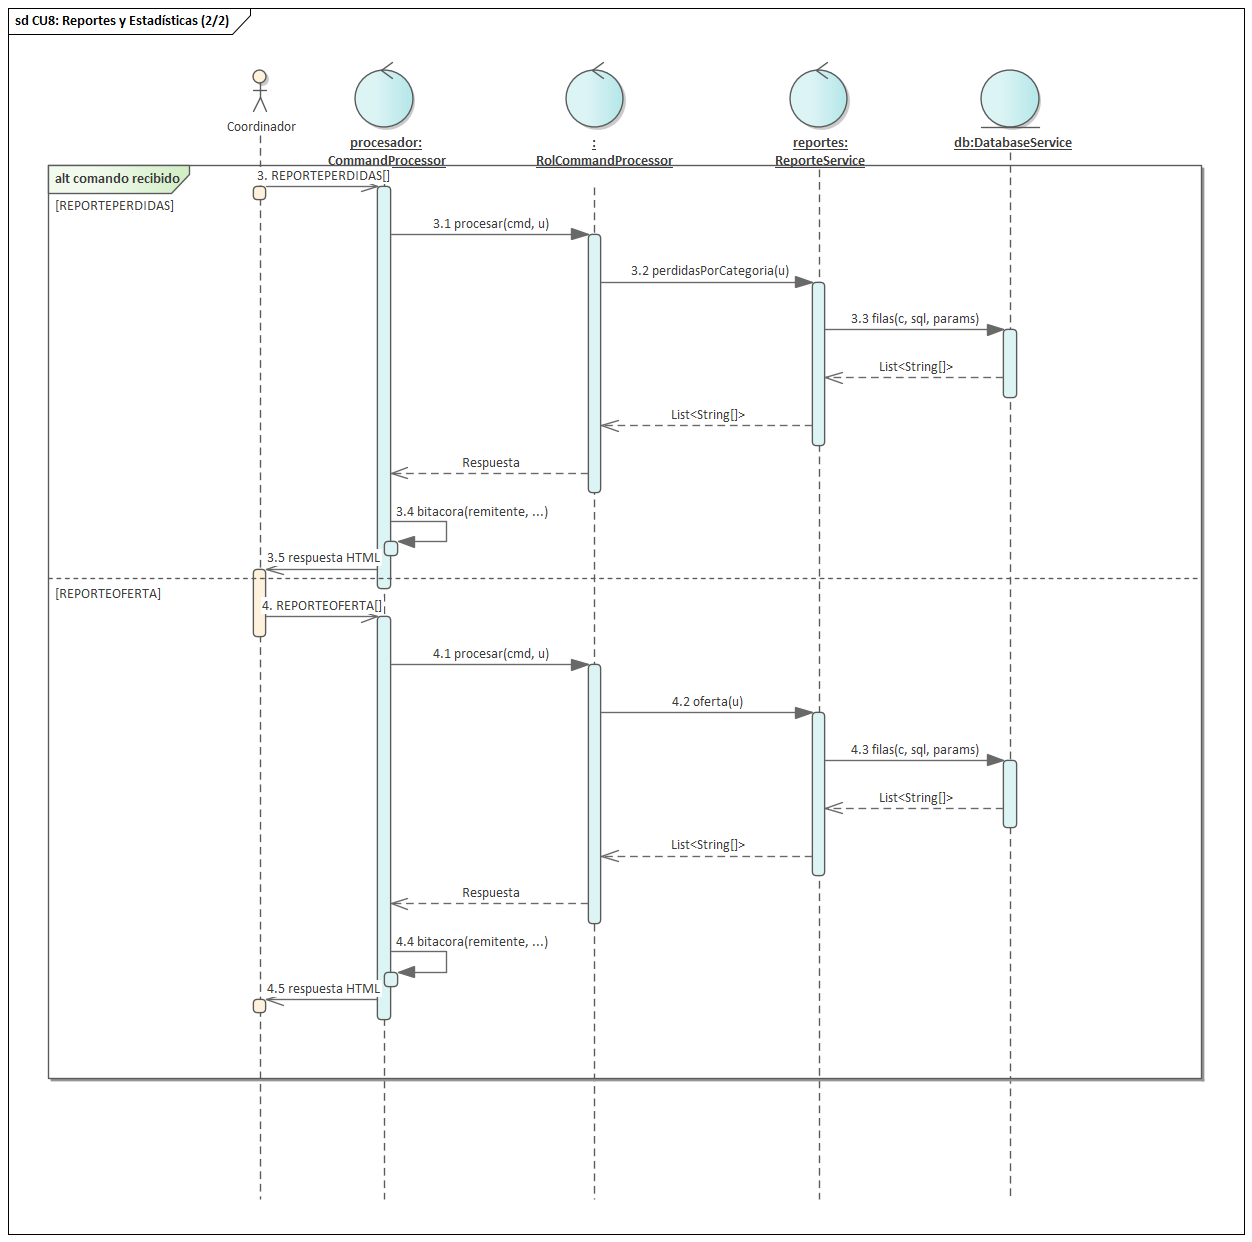 sd CU8: Reportes y Estadísticas (2/2)
Coordinador
procesador:
CommandProcessor
:
RolCommandProcessor
reportes:
ReporteService
db:DatabaseService
alt comando recibido
3. REPORTEPERDIDAS[]
[REPORTEPERDIDAS]
3.1 procesar(cmd, u)
3.2 perdidasPorCategoria(u)
3.3 filas(c, sql, params)
List<String[]>
List<String[]>
Respuesta
3.4 bitacora(remitente, ...)
3.5 respuesta HTML
[REPORTEOFERTA]
4. REPORTEOFERTA[]
4.1 procesar(cmd, u)
4.2 oferta(u)
4.3 filas(c, sql, params)
List<String[]>
List<String[]>
Respuesta
4.4 bitacora(remitente, ...)
4.5 respuesta HTML